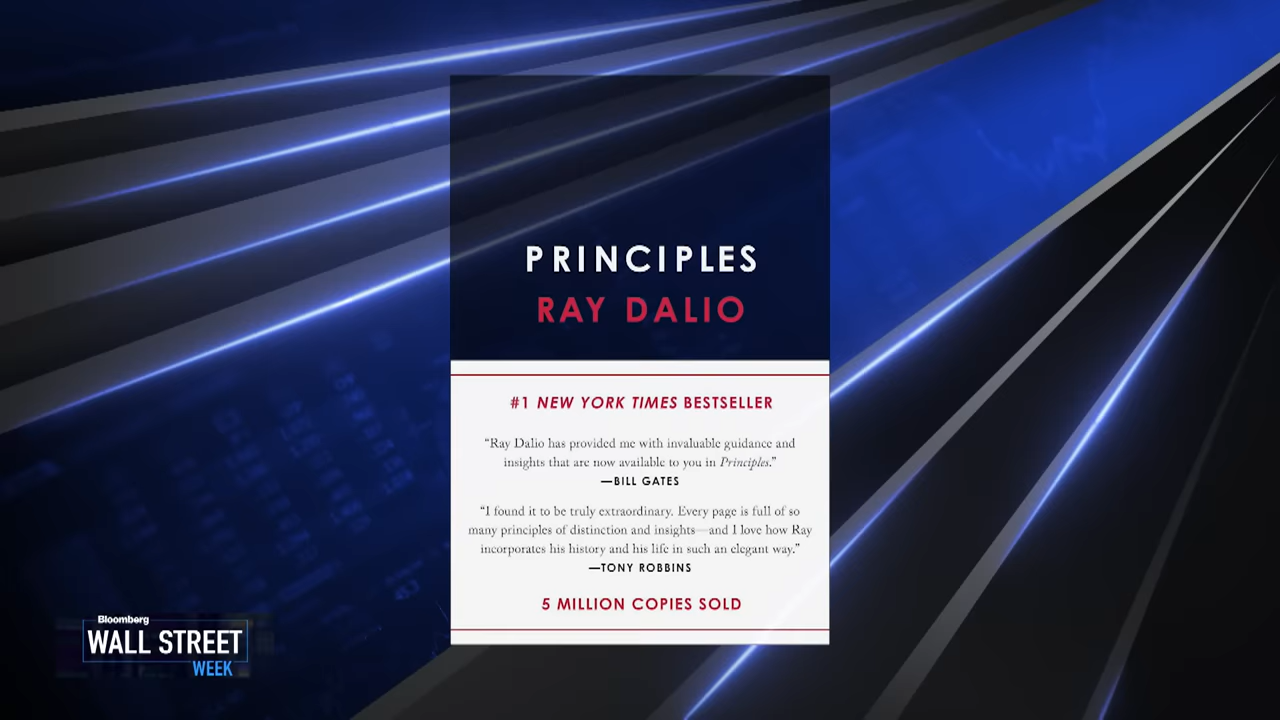 PRINCIPLES
RAY DALIO
#1 NEW YORK TIMES BESTSELLER
“Ray Dalio has provided me with invaluable guidance and
insights that are now available to you in Principles.”
—BILL GATES
“I found it to be truly extraordinary. Every page is full of so
many principles of distinction and insights—and I love how Ray
incorporates his history and his life in such an elegant way.”
—TONY ROBBINS
5 MILLION COPIES SOLD
Bloomberg
WALL STREET
WEEK